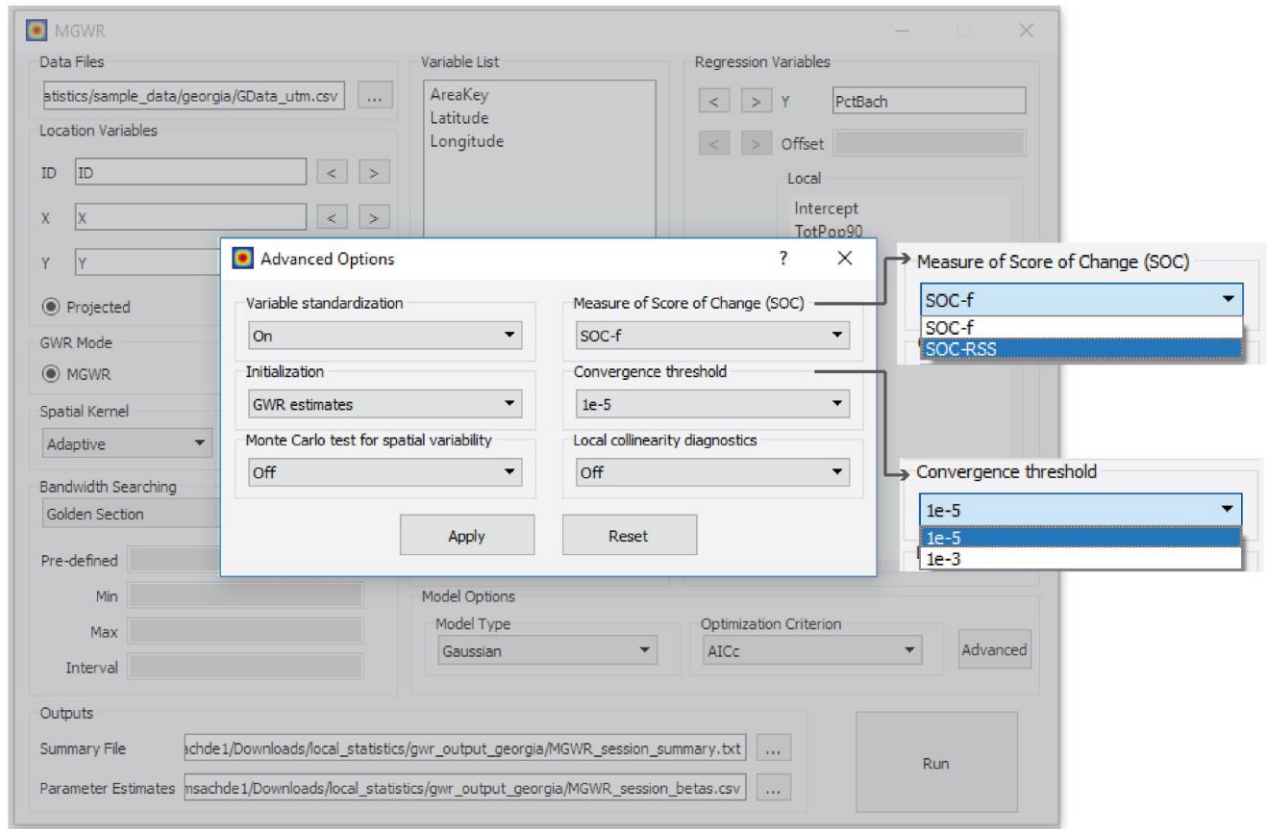 MGWR
Data Files
atistics/sample_data/georgia/GData_utm.csv
...
Location Variables
ID
ID
<
>
X
X
<
>
Y
Y
Projected
GWR Mode
MGWR
Spatial Kernel
Adaptive
Bandwidth Searching
Golden Section
Pre-defined
Min
Max
Interval
Variable List
AreaKey
Latitude
Longitude
Regression Variables
<
>
Y
PctBach
<
>
Offset
Local
Intercept
TotPop90
Advanced Options
?
Variable standardization
On
Measure of Score of Change (SOC)
SOC-f
Initialization
GWR estimates
Convergence threshold
1e-5
Monte Carlo test for spatial variability
Off
Local collinearity diagnostics
Off
Apply
Reset
Measure of Score of Change (SOC)
SOC-f
SOC-f
SOC-RSS
Convergence threshold
1e-5
1e-5
1e-3
Model Options
Model Type
Gaussian
Optimization Criterion
AICc
Advanced
Outputs
Summary File
achde1/Downloads/local_statistics/gwr_output_georgia/MGWR_session_summary.txt
...
Parameter Estimates
msachde1/Downloads/local_statistics/gwr_output_georgia/MGWR_session_betas.csv
...
Run